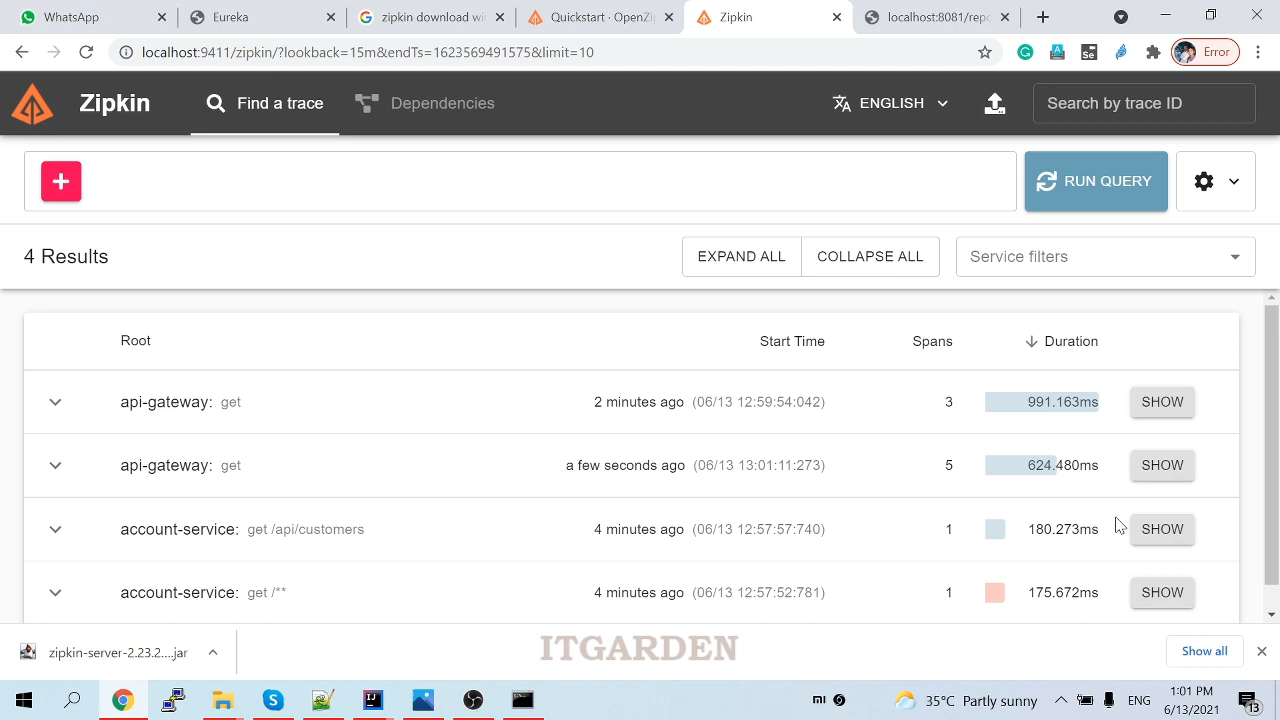 WhatsApp
Eureka
zipkin download wi
Quickstart · OpenZi
Zipkin
localhost:8081/repo
localhost:9411/zipkin/?lookback=15m&endTs=1623569491575&limit=10
Se
Error
Zipkin
Find a trace
Dependencies
ENGLISH
Search by trace ID
RUN QUERY
4 Results
EXPAND ALL
COLLAPSE ALL
Service filters
Root
Start Time
Spans
Duration
api-gateway: get
2 minutes ago (06/13 12:59:54:042)
3
991.163ms
SHOW
api-gateway: get
a few seconds ago (06/13 13:01:11:273)
5
624.480ms
SHOW
account-service: get /api/customers
4 minutes ago (06/13 12:57:57:740)
1
180.273ms
SHOW
account-service: get /**
4 minutes ago (06/13 12:57:52:781)
1
175.672ms
SHOW
zipkin-server-2.23.2....jar
ITGARDEN
Show all
35°C Partly sunny
ENG
1:01 PM
6/13/2021
13